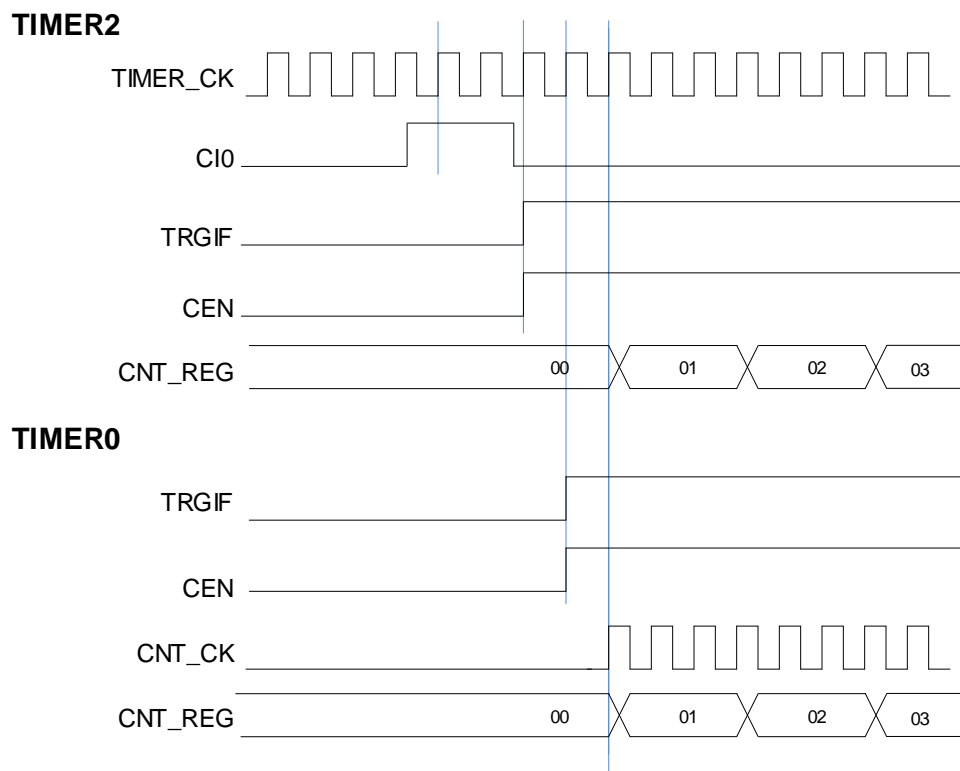 TIMER2
TIMER_CK
CI0
TRGIF
CEN
CNT_REG 00 01 02 03
TIMER0
TRGIF
CEN
CNT_CK
CNT_REG 00 01 02 03